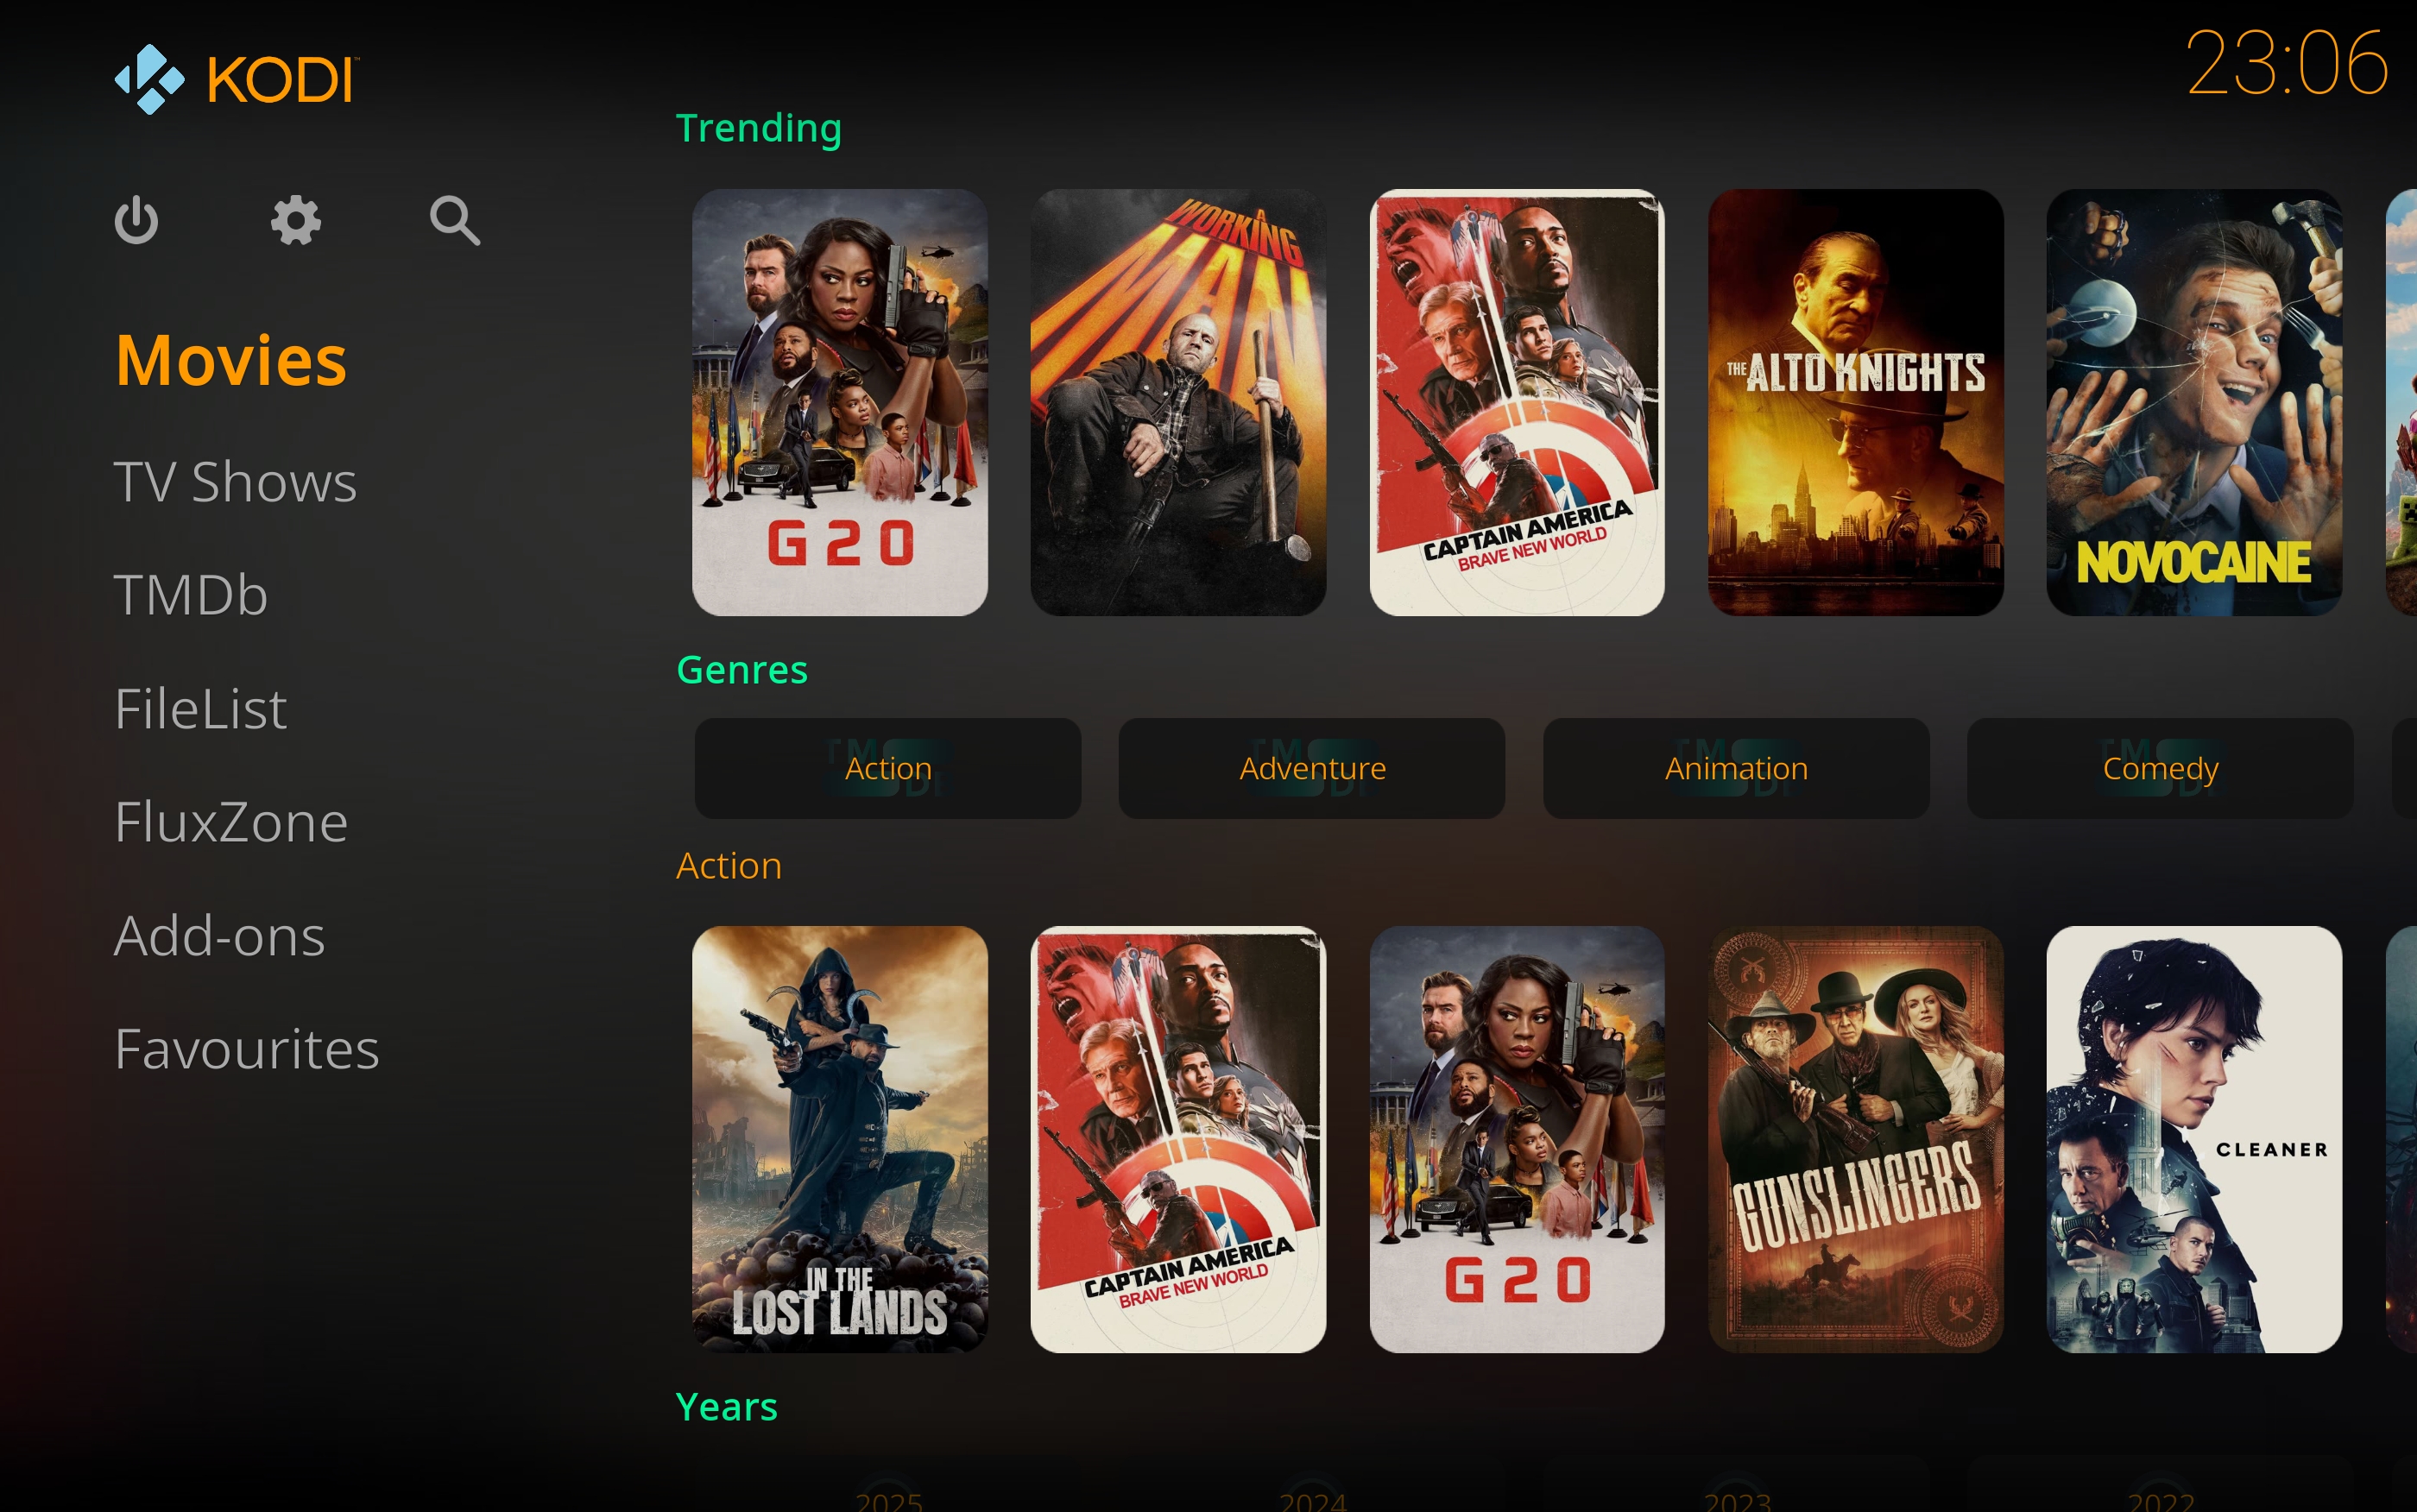 KODI
23:06
Movies
TV Shows
TMDb
FileList
FluxZone
Add-ons
Favourites
Trending
G20
A
WORKING
MAN
CAPTAIN AMERICA
BRAVE NEW WORLD
THE ALTO KNIGHTS
NOVOCAINE
Genres
Action
Adventure
Animation
Comedy
Action
IN THE
LOST LANDS
CAPTAIN AMERICA
BRAVE NEW WORLD
G20
GUNSLINGERS
CLEANER
Years
2025
2024
2023
2022